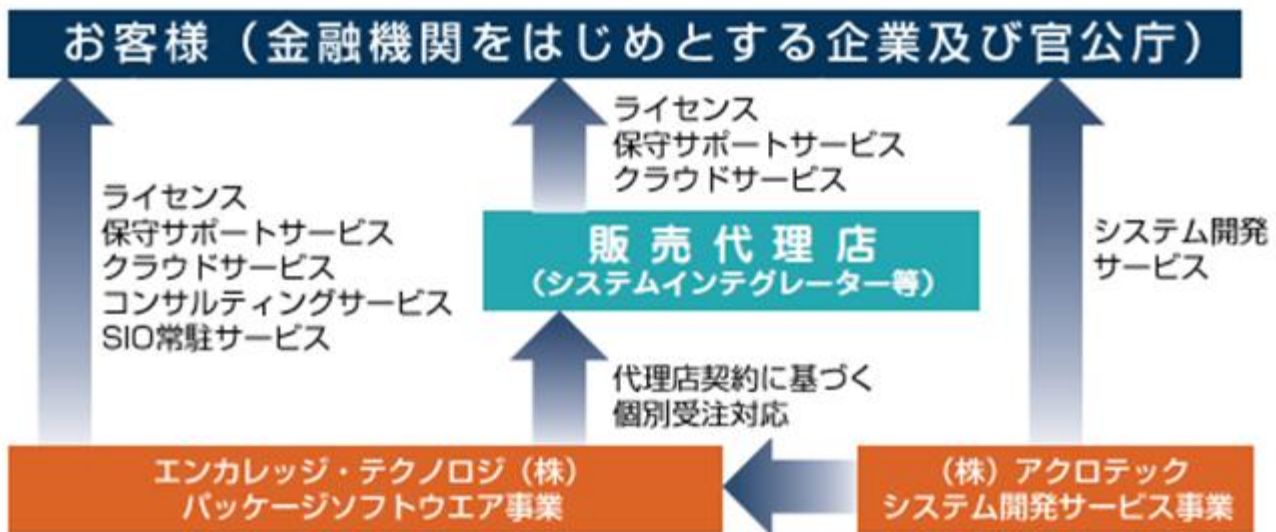 お客様（金融機関をはじめとする企業及び官公庁）
ライセンス
保守サポートサービス
クラウドサービス
コンサルティングサービス
SIO常駐サービス
ライセンス
保守サポートサービス
クラウドサービス
販売代理店
（システムインテグレーター等）
代理店契約に基づく
個別受注対応
システム開発
サービス
エンカレッジ・テクノロジ（株）
パッケージソフトウエア事業
（株）アクロテック
システム開発サービス事業